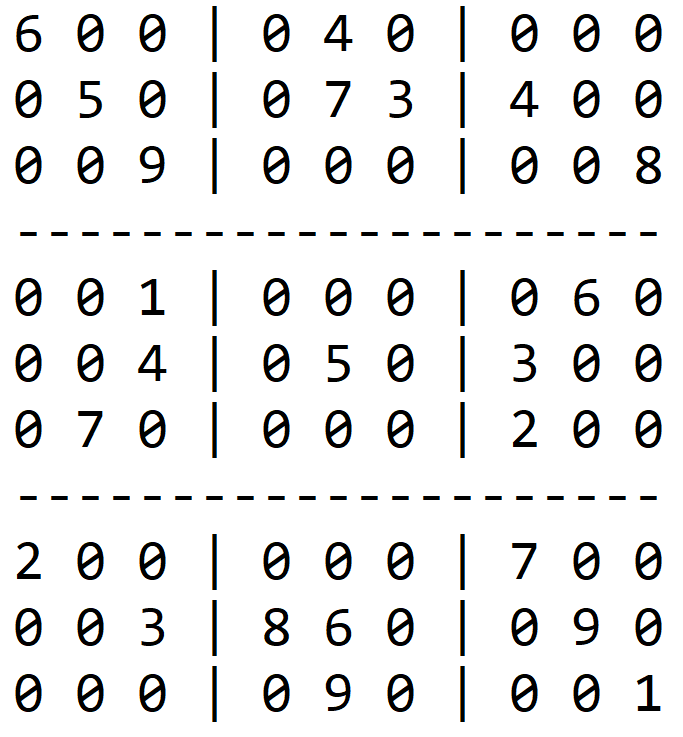 6 0 0 | 0 4 0 | 0 0 0
0 5 0 | 0 7 3 | 4 0 0
0 0 9 | 0 0 0 | 0 0 8
---------------------
0 0 1 | 0 0 0 | 0 6 0
0 0 4 | 0 5 0 | 3 0 0
0 7 0 | 0 0 0 | 2 0 0
---------------------
2 0 0 | 0 0 0 | 7 0 0
0 0 3 | 8 6 0 | 0 9 0
0 0 0 | 0 9 0 | 0 0 1